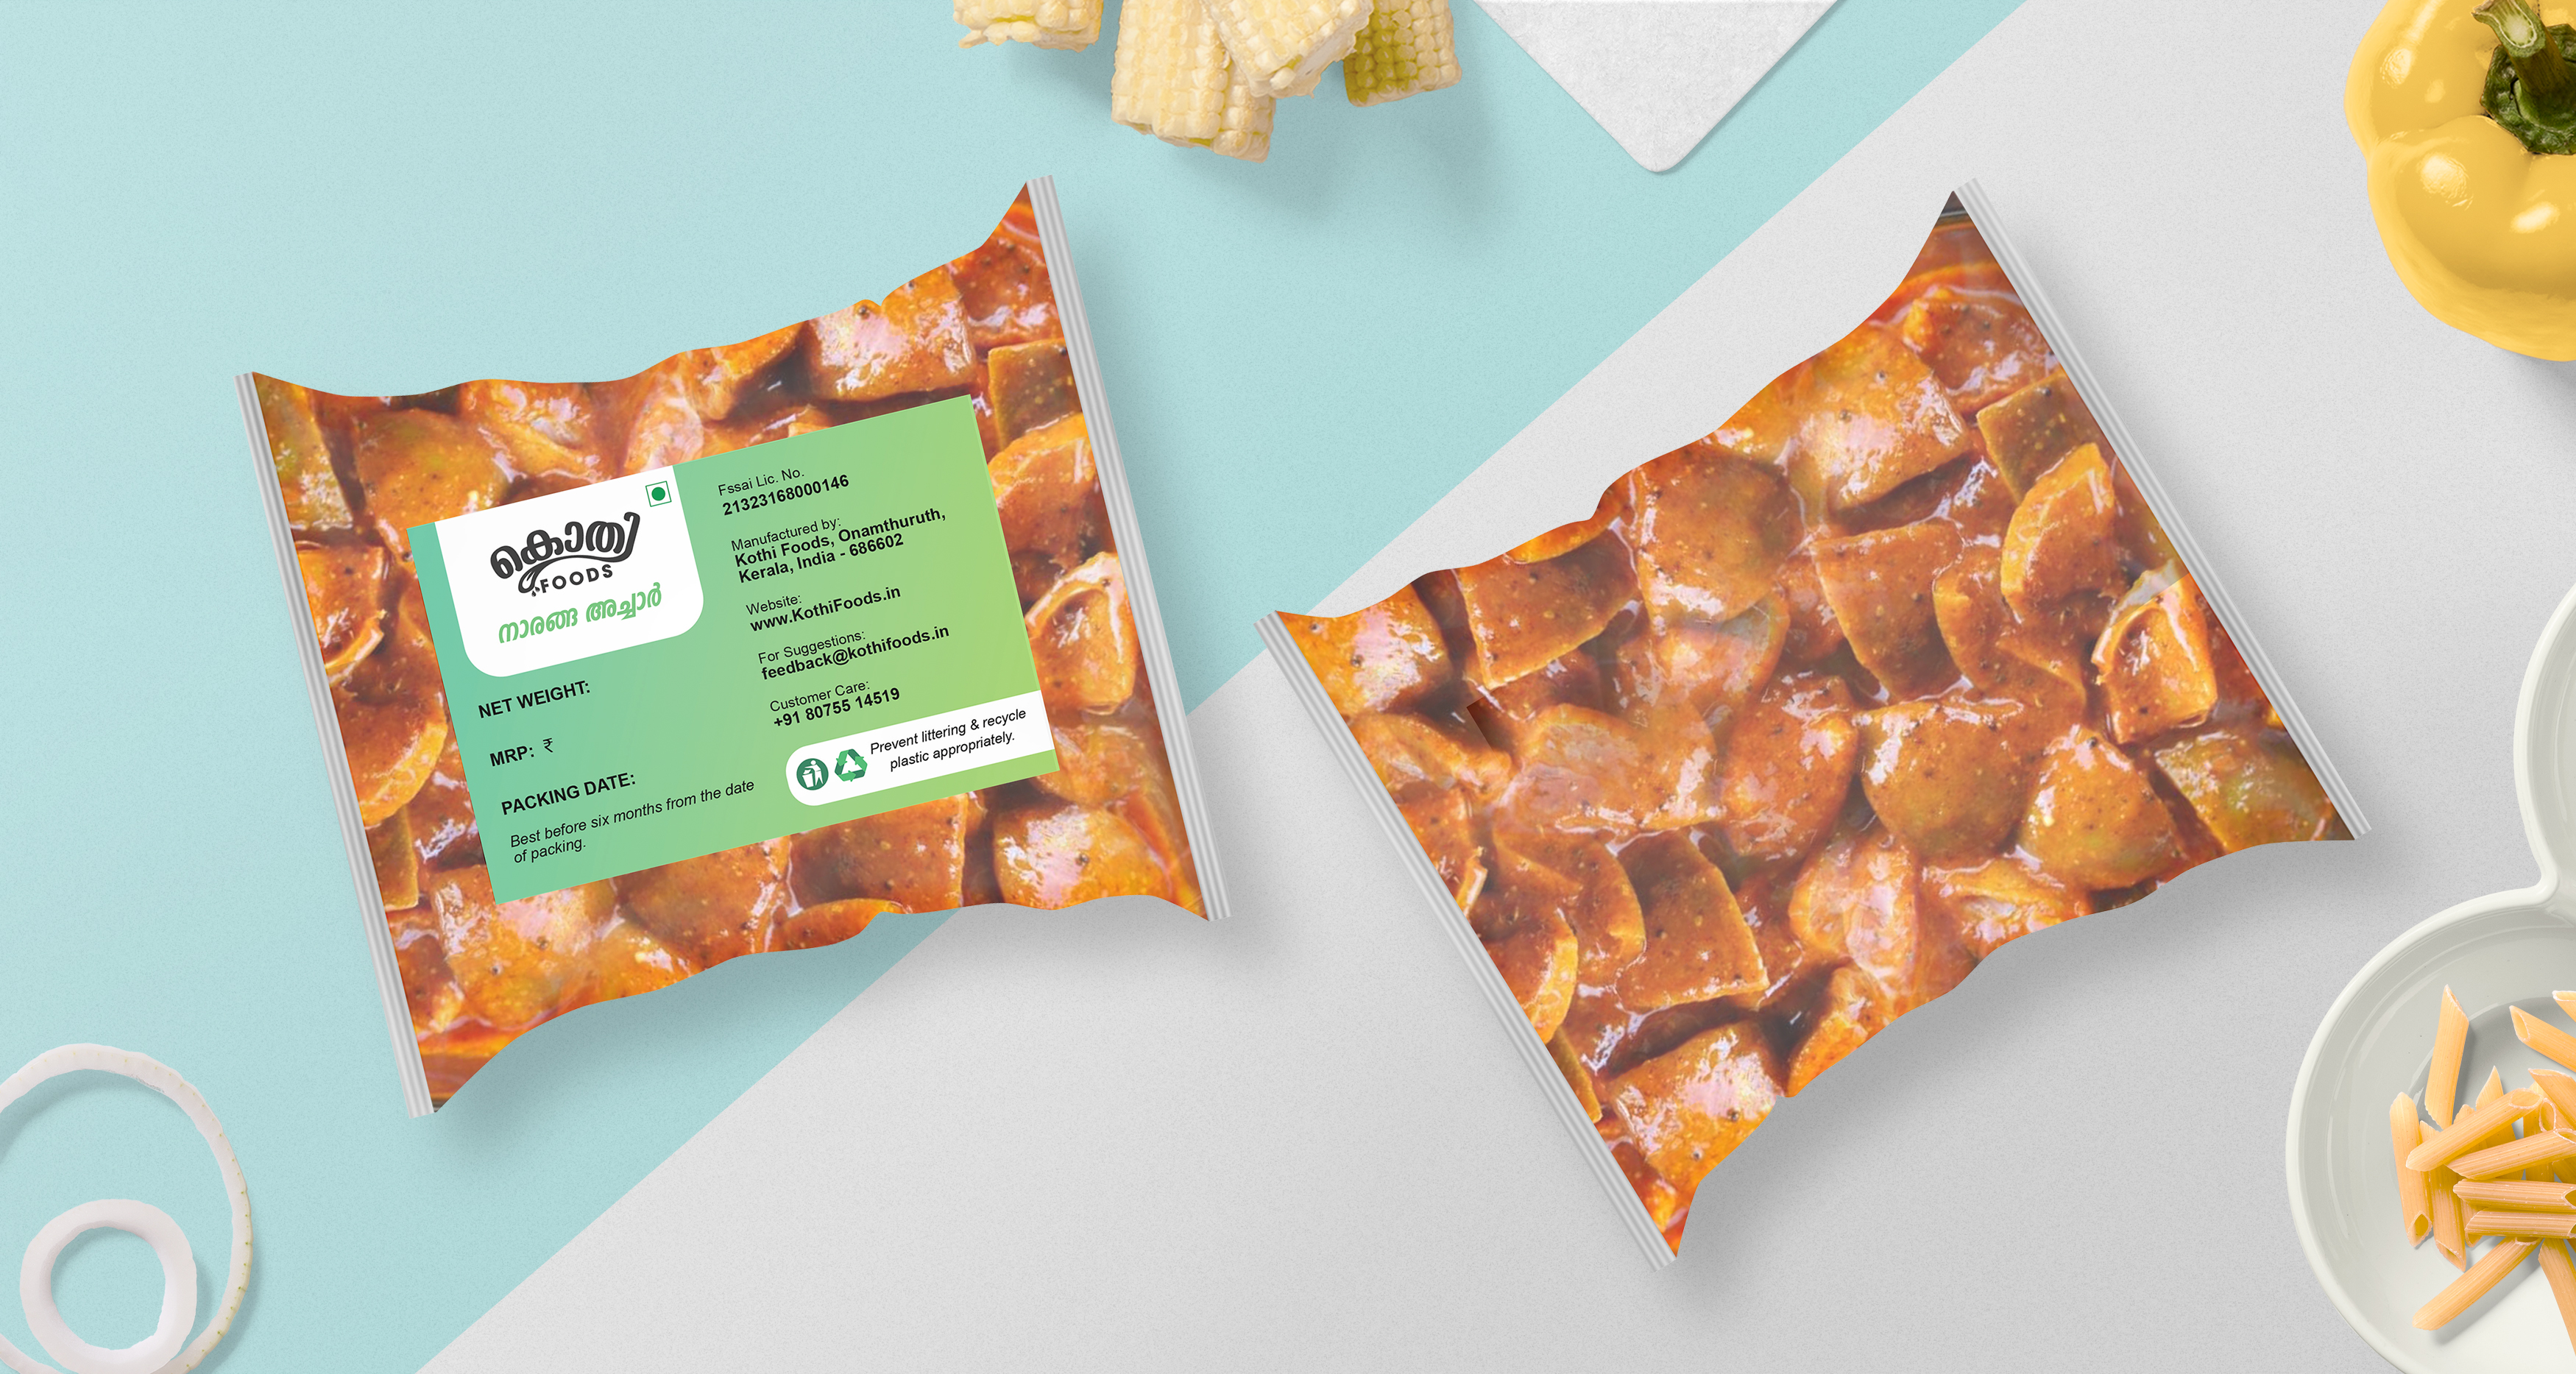 കൊതി
FOODS
നാരങ്ങ അച്ചാർ
NET WEIGHT:
MRP: ₹
PACKING DATE:
Best before six months from the date
of packing.
Fssai Lic. No.
21323168000146
Manufactured by:
Kothi Foods, Onamthuruth,
Kerala, India - 686602
Website:
www.KothiFoods.in
For Suggestions:
feedback@kothifoods.in
Customer Care:
+91 80755 14519
Prevent littering & recycle
plastic appropriately.